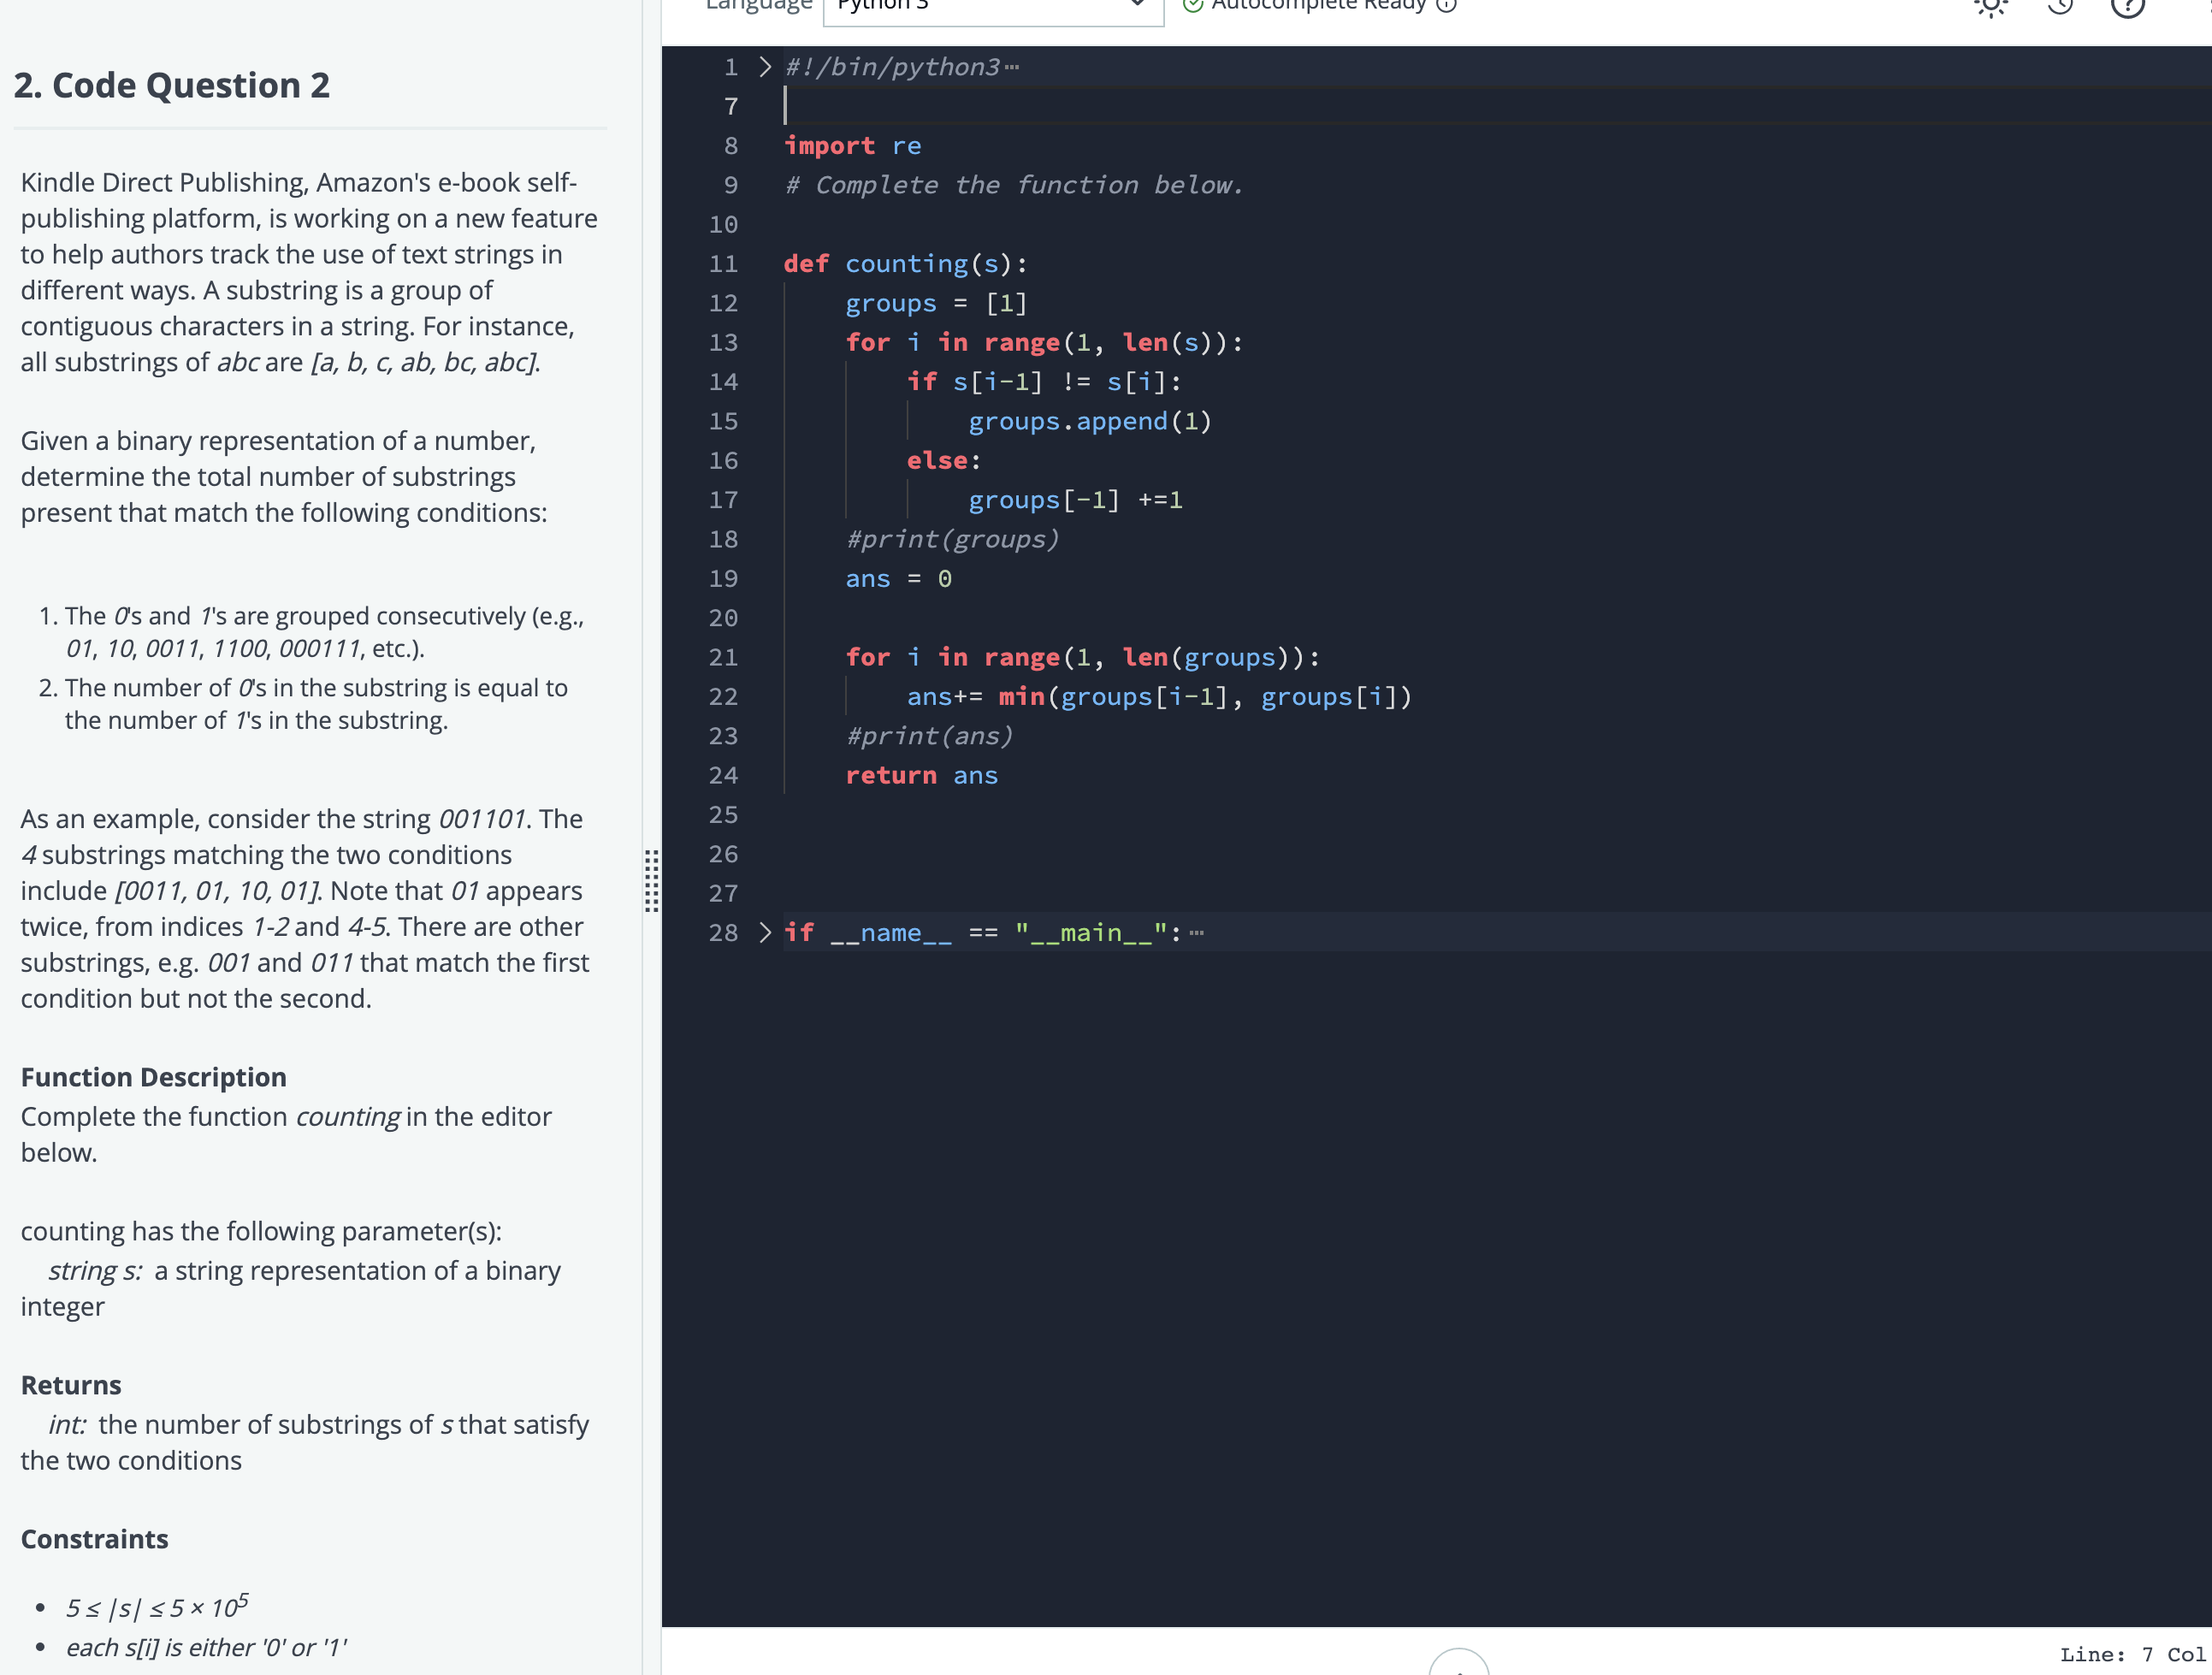 Language Python 3 Autocomplete Ready
2. Code Question 2
Kindle Direct Publishing, Amazon's e-book self-
publishing platform, is working on a new feature
to help authors track the use of text strings in
different ways. A substring is a group of
contiguous characters in a string. For instance,
all substrings of abc are [a, b, c, ab, bc, abc].
Given a binary representation of a number,
determine the total number of substrings
present that match the following conditions:
1. The 0's and 1's are grouped consecutively (e.g.,
01, 10, 0011, 1100, 000111, etc.).
2. The number of 0's in the substring is equal to
the number of 1's in the substring.
As an example, consider the string 001101. The
4 substrings matching the two conditions
include [0011, 01, 10, 01]. Note that 01 appears
twice, from indices 1-2 and 4-5. There are other
substrings, e.g. 001 and 011 that match the first
condition but not the second.
Function Description
Complete the function counting in the editor
below.
counting has the following parameter(s):
string s: a string representation of a binary
integer
Returns
int: the number of substrings of s that satisfy
the two conditions
Constraints
• 5 ≤ |s| ≤ 5 × 10⁵
• each s[i] is either '0' or '1'
1 > #!/bin/python3⋯
7
8 import re
9 # Complete the function below.
10
11 def counting(s):
12     groups = [1]
13     for i in range(1, len(s)):
14         if s[i-1] != s[i]:
15             groups.append(1)
16         else:
17             groups[-1] +=1
18     #print(groups)
19     ans = 0
20
21     for i in range(1, len(groups)):
22         ans+= min(groups[i-1], groups[i])
23     #print(ans)
24     return ans
25
26
27
28 > if __name__ == "__main__":⋯
Line: 7 Col